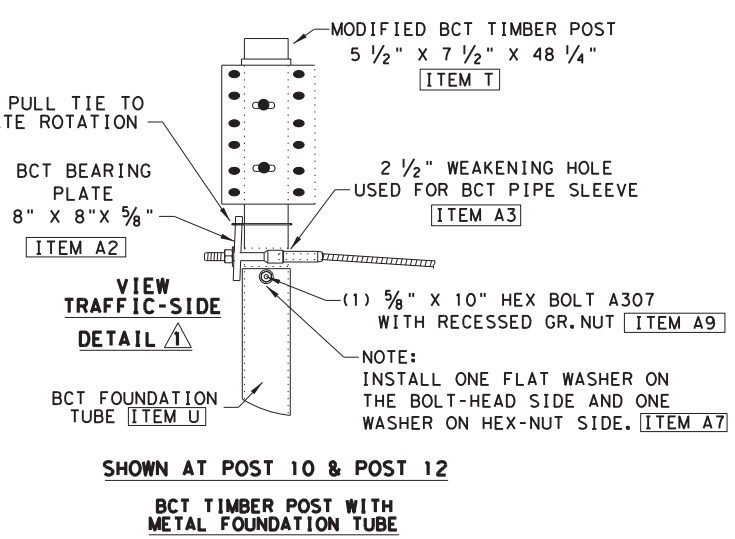 MODIFIED BCT TIMBER POST
5 ½" X 7 ½" X 48 ¼"
ITEM T
PULL TIE TO
TE ROTATION
BCT BEARING
PLATE
8" X 8"X ⅝"
ITEM A2
2 ½" WEAKENING HOLE
USED FOR BCT PIPE SLEEVE
ITEM A3
VIEW
TRAFFIC-SIDE
DETAIL 1
(1) ⅝" X 10" HEX BOLT A307
WITH RECESSED GR.NUT ITEM A9
NOTE:
INSTALL ONE FLAT WASHER ON
THE BOLT-HEAD SIDE AND ONE
WASHER ON HEX-NUT SIDE. ITEM A7
BCT FOUNDATION
TUBE ITEM U
SHOWN AT POST 10 & POST 12
BCT TIMBER POST WITH
METAL FOUNDATION TUBE